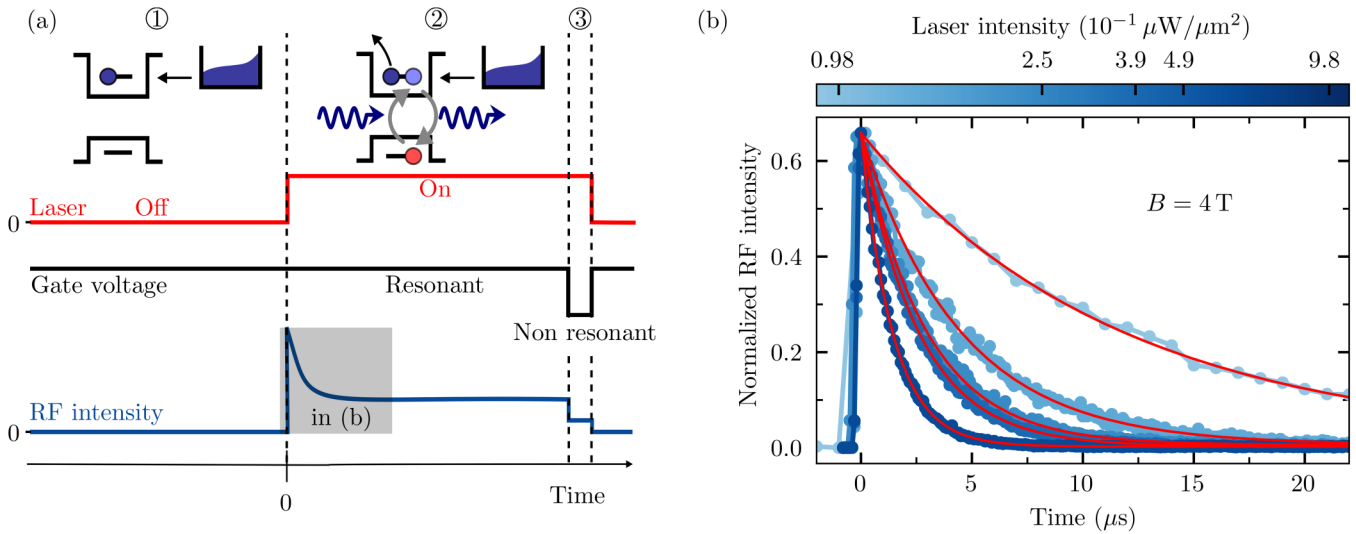 (a)
① ② ③
Laser Off On
0
Gate voltage Resonant
Non resonant
RF intensity
in (b)
0
Time
0
(b)
Laser intensity (10⁻¹ μW/μm²)
0.98 2.5 3.9 4.9 9.8
B = 4 T
Normalized RF intensity
0.6
0.4
0.2
0.0
0 5 10 15 20
Time (μs)